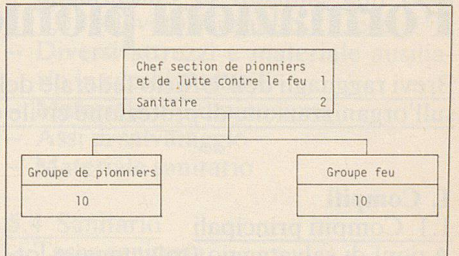 Chef section de pionniers
et de lutte contre le feu 1
Sanitaire 2
Groupe de pionniers
10
Groupe feu
10